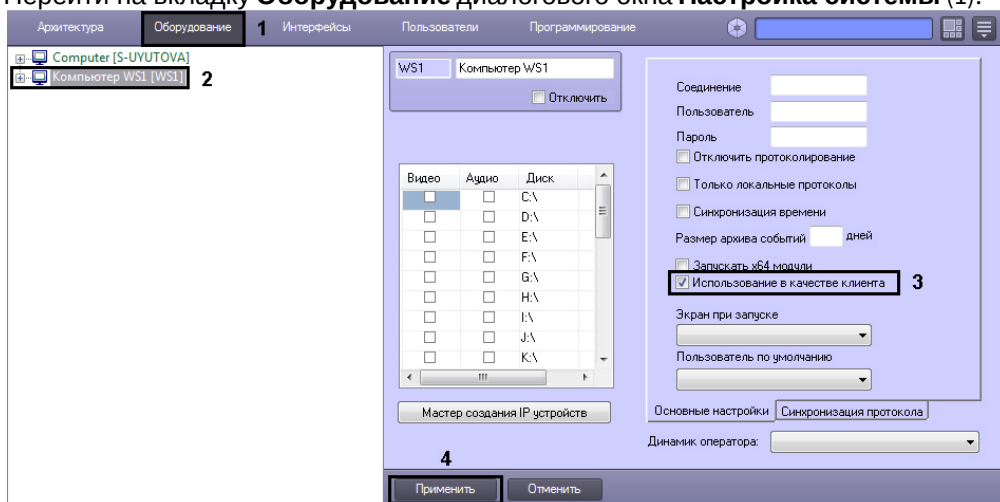 Перейти на вкладку Оборудование диалогового окна Настройка системы (1).
Архитектура Оборудование 1 Интерфейсы Пользователи Программирование
Computer [S-UYUTOVA]
Компьютер WS1 [WS1] 2
WS1 Компьютер WS1
Отключить
Видео Аудио Диск
C:\
D:\
E:\
F:\
G:\
H:\
I:\
J:\
K:\
Мастер создания IP устройств
Соединение
Пользователь
Пароль
Отключить протоколирование
Только локальные протоколы
Синхронизация времени
Размер архива событий дней
Запускать x64 модули
Использование в качестве клиента 3
Экран при запуске
Пользователь по умолчанию
Основные настройки Синхронизация протокола
Динамик оператора:
4
Применить Отменить